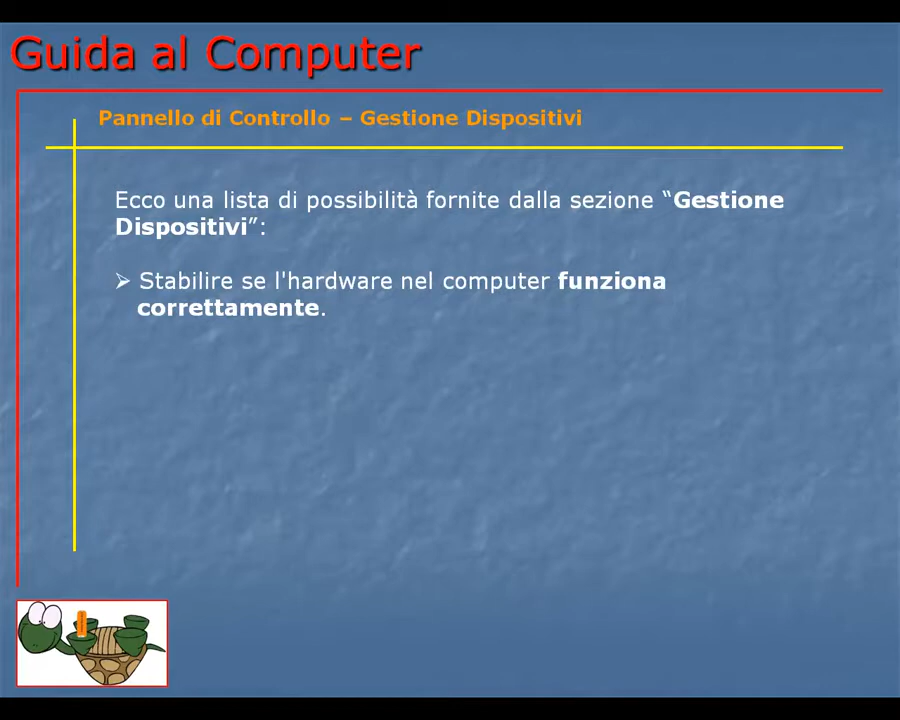 Guida al Computer
Pannello di Controllo – Gestione Dispositivi
Ecco una lista di possibilità fornite dalla sezione “Gestione
Dispositivi”:
➢ Stabilire se l'hardware nel computer funziona
correttamente.